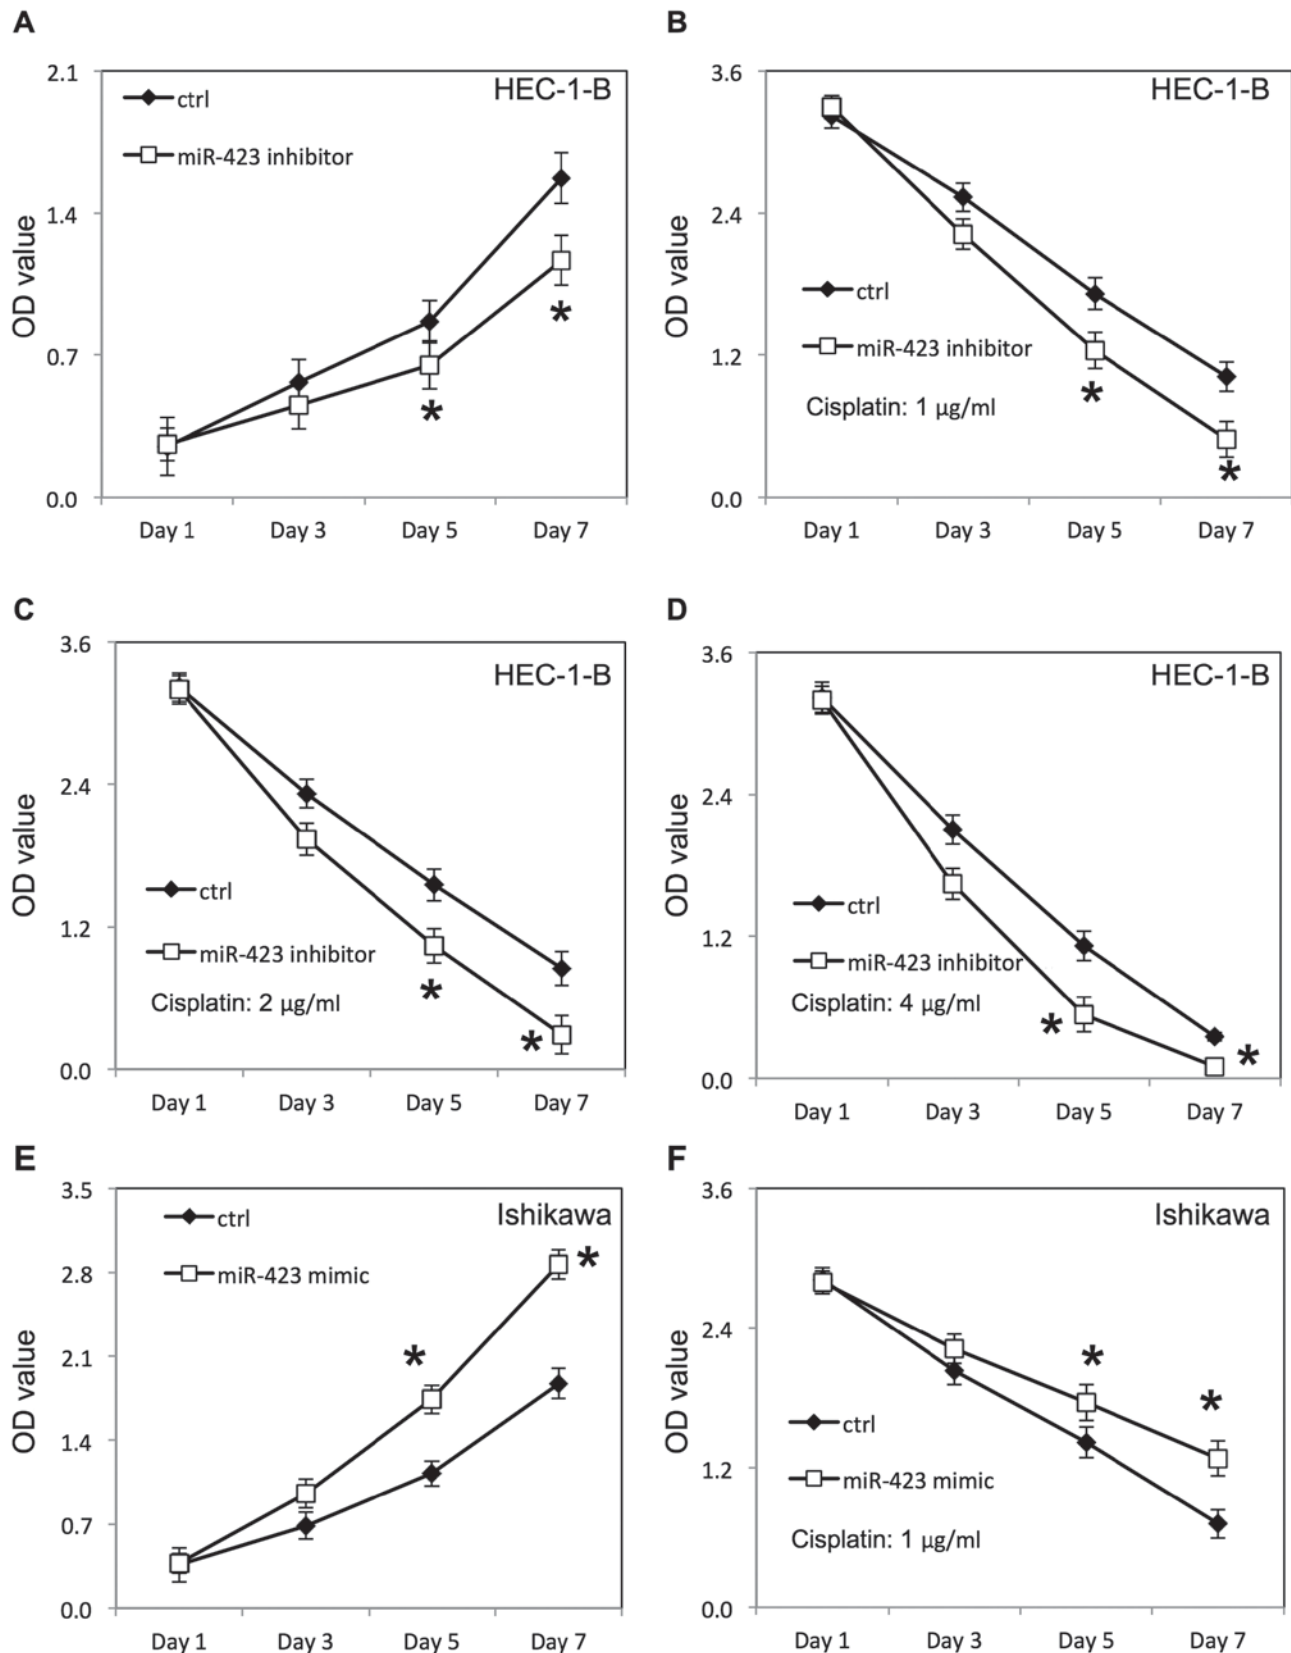 A
HEC-1-B
ctrl
miR-423 inhibitor
OD value
2.1
1.4
0.7
0.0
Day 1 Day 3 Day 5 Day 7
*
*
B
HEC-1-B
ctrl
miR-423 inhibitor
Cisplatin: 1 µg/ml
OD value
3.6
2.4
1.2
0.0
Day 1 Day 3 Day 5 Day 7
*
*
C
HEC-1-B
ctrl
miR-423 inhibitor
Cisplatin: 2 µg/ml
OD value
3.6
2.4
1.2
0.0
Day 1 Day 3 Day 5 Day 7
*
*
D
HEC-1-B
ctrl
miR-423 inhibitor
Cisplatin: 4 µg/ml
OD value
3.6
2.4
1.2
0.0
Day 1 Day 3 Day 5 Day 7
*
*
E
Ishikawa
ctrl
miR-423 mimic
OD value
3.5
2.8
2.1
1.4
0.7
0.0
Day 1 Day 3 Day 5 Day 7
*
*
F
Ishikawa
ctrl
miR-423 mimic
Cisplatin: 1 µg/ml
OD value
3.6
2.4
1.2
0.0
Day 1 Day 3 Day 5 Day 7
*
*